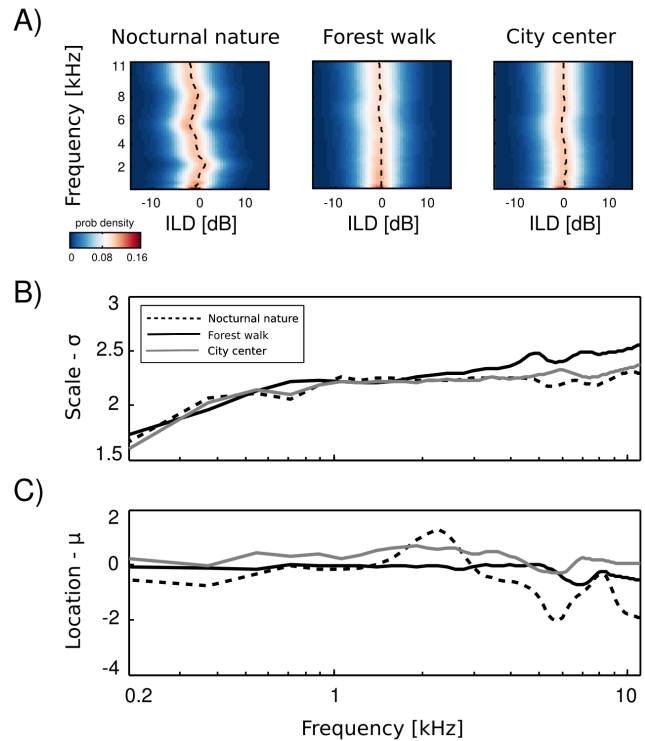 A)
Nocturnal nature
Forest walk
City center
Frequency [kHz]
11
8
6
4
2
-10 0 10
-10 0 10
-10 0 10
ILD [dB]
ILD [dB]
ILD [dB]
prob density
0 0.08 0.16
B)
Scale - σ
3
2.5
2
1.5
Nocturnal nature
Forest walk
City center
C)
Location - μ
2
0
-2
-4
0.2 1 10
Frequency [kHz]